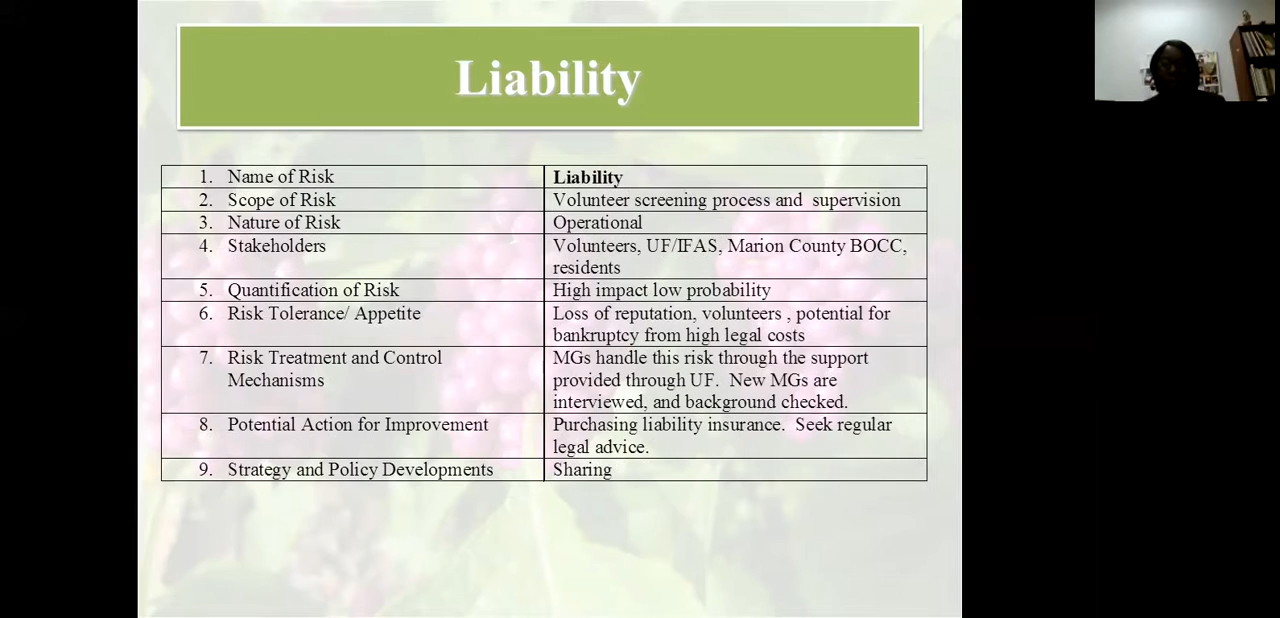 Liability
1. Name of Risk
Liability
2. Scope of Risk
Volunteer screening process and supervision
3. Nature of Risk
Operational
4. Stakeholders
Volunteers, UF/IFAS, Marion County BOCC,
residents
5. Quantification of Risk
High impact low probability
6. Risk Tolerance/ Appetite
Loss of reputation, volunteers , potential for
bankruptcy from high legal costs
7. Risk Treatment and Control
Mechanisms
MGs handle this risk through the support
provided through UF. New MGs are
interviewed, and background checked.
8. Potential Action for Improvement
Purchasing liability insurance. Seek regular
legal advice.
9. Strategy and Policy Developments
Sharing